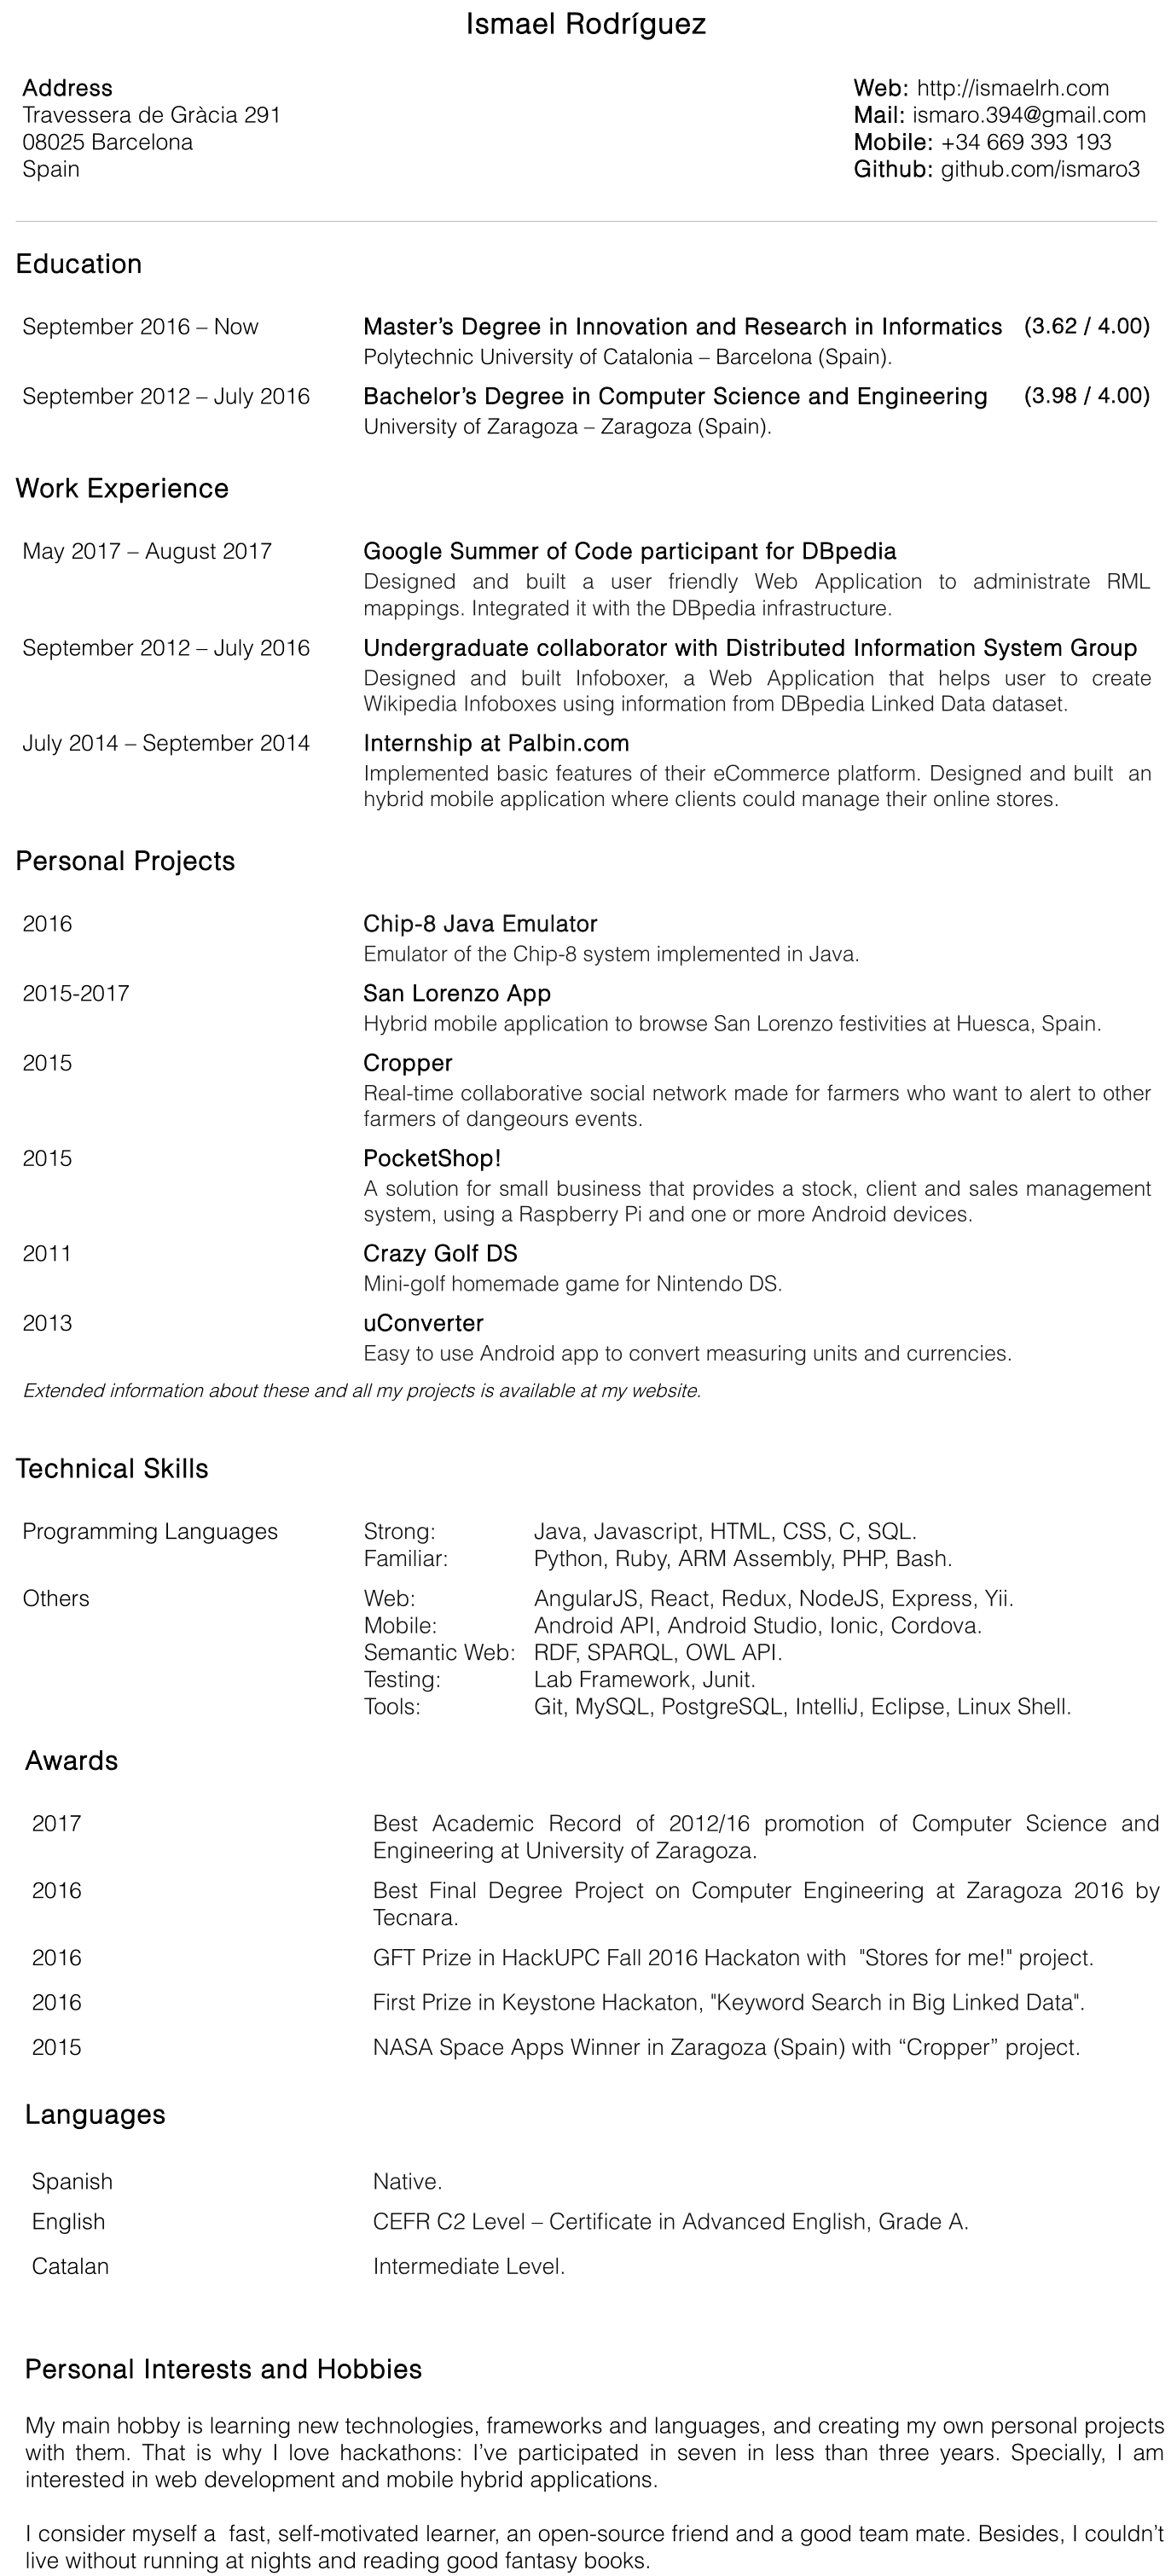 Ismael Rodríguez
Address
Travessera de Gràcia 291
08025 Barcelona
Spain
Web: http://ismaelrh.com
Mail: ismaro.394@gmail.com
Mobile: +34 669 393 193
Github: github.com/ismaro3
Education
September 2016 – Now Master’s Degree in Innovation and Research in Informatics (3.62 / 4.00)
Polytechnic University of Catalonia – Barcelona (Spain).
September 2012 – July 2016 Bachelor’s Degree in Computer Science and Engineering (3.98 / 4.00)
University of Zaragoza – Zaragoza (Spain).
Work Experience
May 2017 – August 2017 Google Summer of Code participant for DBpedia
Designed and built a user friendly Web Application to administrate RML
mappings. Integrated it with the DBpedia infrastructure.
September 2012 – July 2016 Undergraduate collaborator with Distributed Information System Group
Designed and built Infoboxer, a Web Application that helps user to create
Wikipedia Infoboxes using information from DBpedia Linked Data dataset.
July 2014 – September 2014 Internship at Palbin.com
Implemented basic features of their eCommerce platform. Designed and built an
hybrid mobile application where clients could manage their online stores.
Personal Projects
2016 Chip-8 Java Emulator
Emulator of the Chip-8 system implemented in Java.
2015-2017 San Lorenzo App
Hybrid mobile application to browse San Lorenzo festivities at Huesca, Spain.
2015 Cropper
Real-time collaborative social network made for farmers who want to alert to other
farmers of dangeours events.
2015 PocketShop!
A solution for small business that provides a stock, client and sales management
system, using a Raspberry Pi and one or more Android devices.
2011 Crazy Golf DS
Mini-golf homemade game for Nintendo DS.
2013 uConverter
Easy to use Android app to convert measuring units and currencies.
Extended information about these and all my projects is available at my website.
Technical Skills
Programming Languages Strong: Java, Javascript, HTML, CSS, C, SQL.
Familiar: Python, Ruby, ARM Assembly, PHP, Bash.
Others Web: AngularJS, React, Redux, NodeJS, Express, Yii.
Mobile: Android API, Android Studio, Ionic, Cordova.
Semantic Web: RDF, SPARQL, OWL API.
Testing: Lab Framework, Junit.
Tools: Git, MySQL, PostgreSQL, IntelliJ, Eclipse, Linux Shell.
Awards
2017 Best Academic Record of 2012/16 promotion of Computer Science and
Engineering at University of Zaragoza.
2016 Best Final Degree Project on Computer Engineering at Zaragoza 2016 by
Tecnara.
2016 GFT Prize in HackUPC Fall 2016 Hackaton with "Stores for me!" project.
2016 First Prize in Keystone Hackaton, "Keyword Search in Big Linked Data".
2015 NASA Space Apps Winner in Zaragoza (Spain) with “Cropper” project.
Languages
Spanish Native.
English CEFR C2 Level – Certificate in Advanced English, Grade A.
Catalan Intermediate Level.
Personal Interests and Hobbies
My main hobby is learning new technologies, frameworks and languages, and creating my own personal projects
with them. That is why I love hackathons: I’ve participated in seven in less than three years. Specially, I am
interested in web development and mobile hybrid applications.
I consider myself a fast, self-motivated learner, an open-source friend and a good team mate. Besides, I couldn’t
live without running at nights and reading good fantasy books.